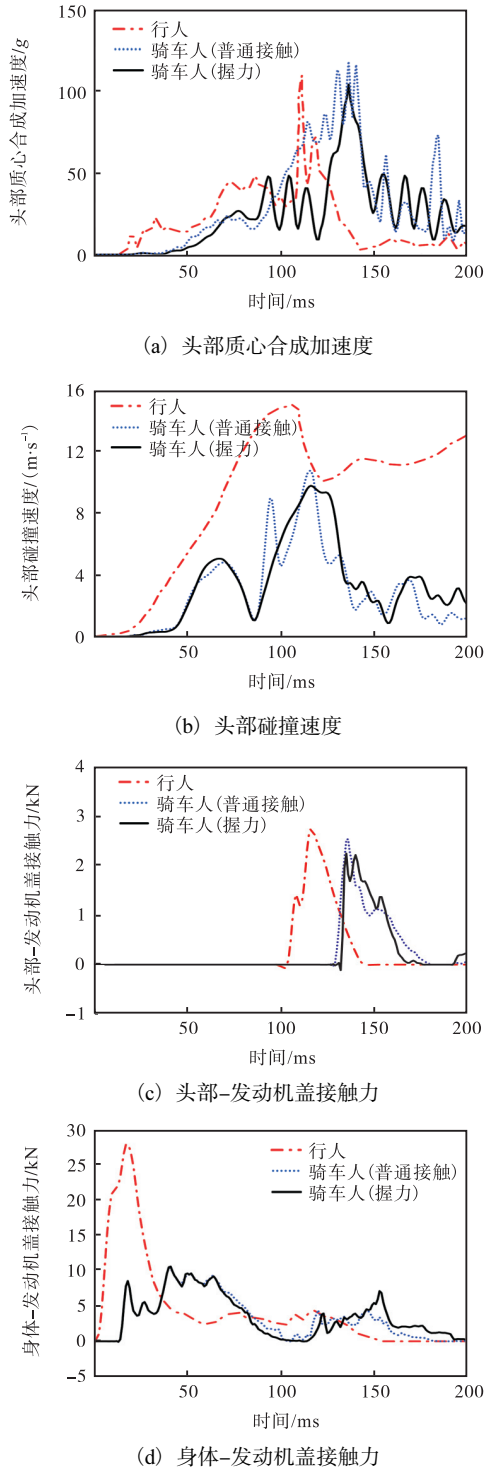 150
100
50
0
头部质心合成加速度/g
行人
骑车人(普通接触)
骑车人(握力)
50
100
150
200
时间/ms
(a) 头部质心合成加速度
16
12
8
4
0
头部碰撞速度/(m·s⁻¹)
行人
骑车人(普通接触)
骑车人(握力)
50
100
150
200
时间/ms
(b) 头部碰撞速度
4
3
2
1
0
−1
头部−发动机盖接触力/kN
行人
骑车人(普通接触)
骑车人(握力)
50
100
150
200
时间/ms
(c) 头部−发动机盖接触力
30
25
20
15
10
5
0
−5
身体−发动机盖接触力/kN
行人
骑车人(普通接触)
骑车人(握力)
50
100
150
200
时间/ms
(d) 身体−发动机盖接触力